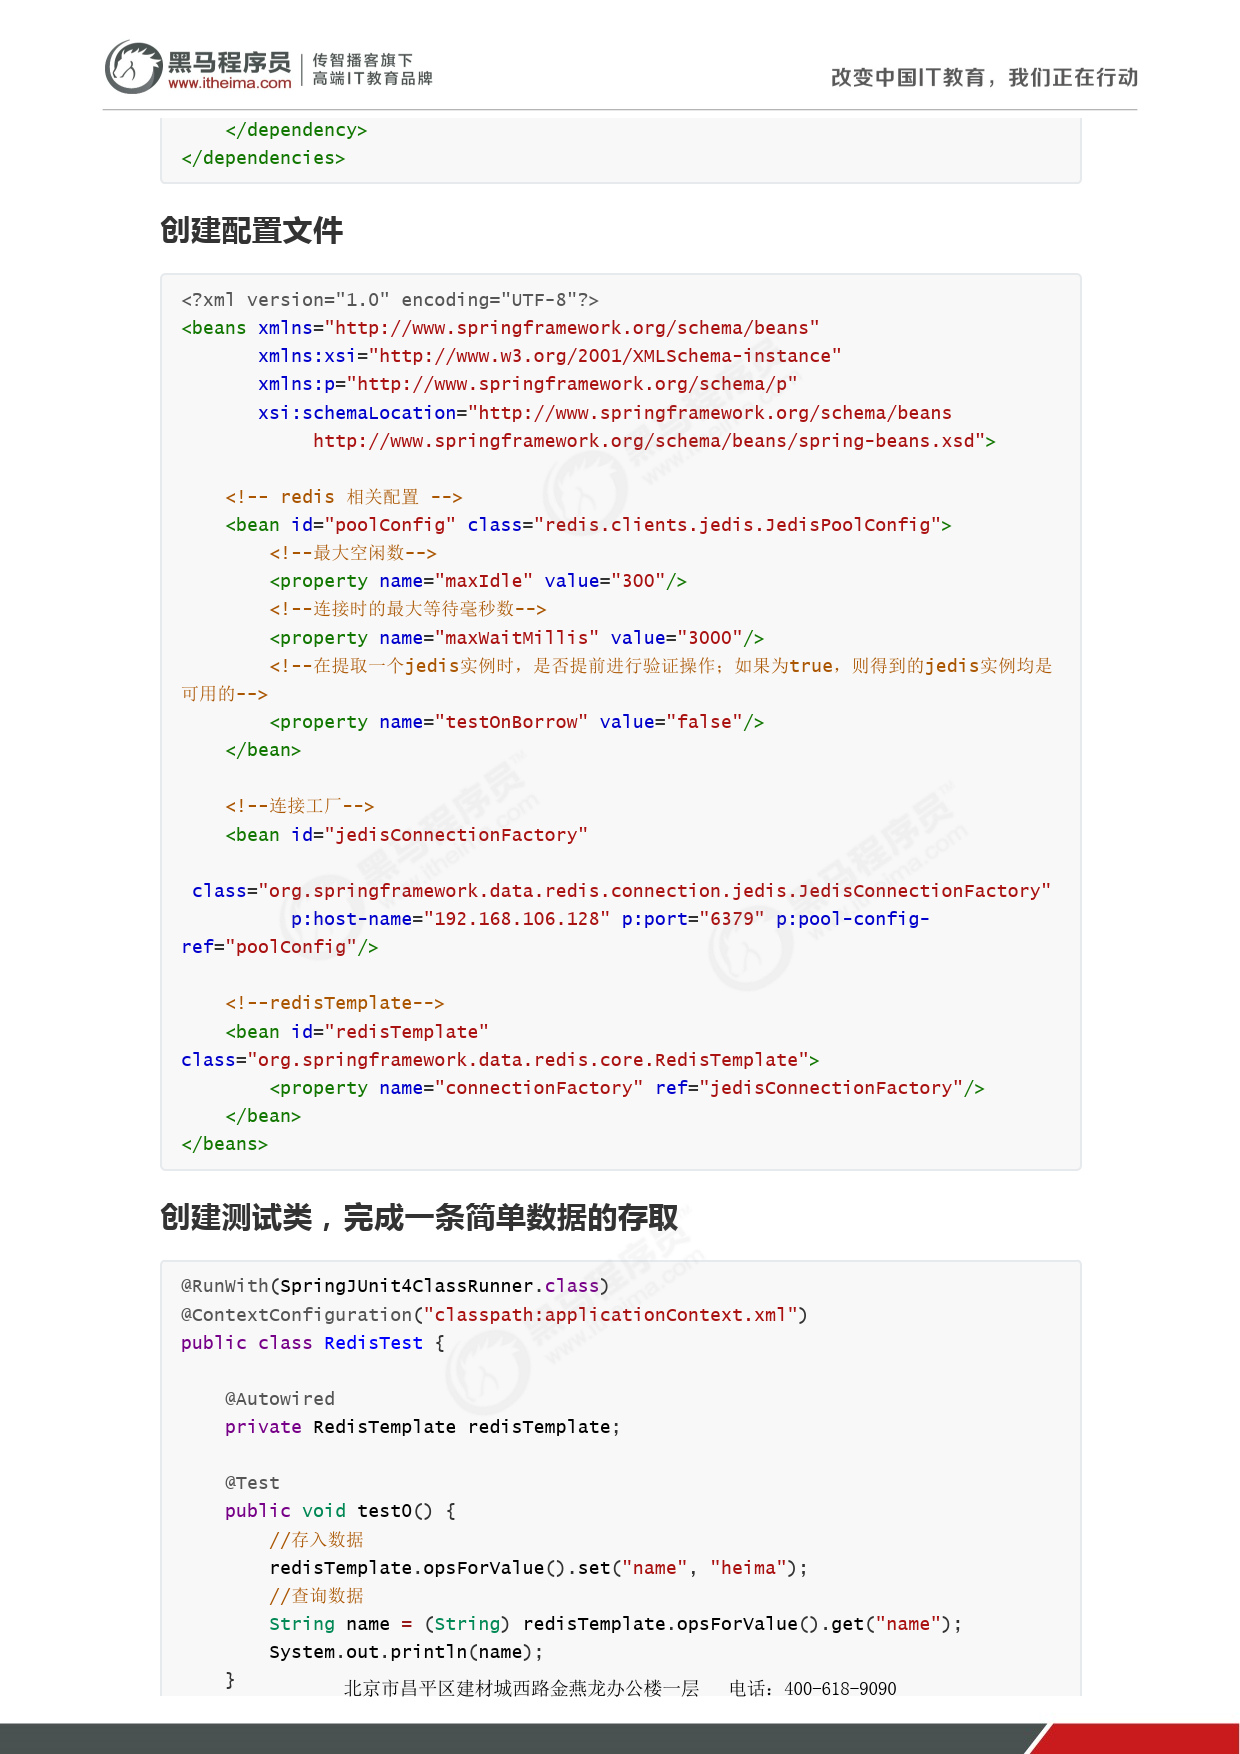 黑马程序员
www.itheima.com
传智播客旗下
高端IT教育品牌
改变中国IT教育，我们正在行动
    </dependency>
</dependencies>
创建配置文件
<?xml version="1.0" encoding="UTF-8"?>
<beans xmlns="http://www.springframework.org/schema/beans"
       xmlns:xsi="http://www.w3.org/2001/XMLSchema-instance"
       xmlns:p="http://www.springframework.org/schema/p"
       xsi:schemaLocation="http://www.springframework.org/schema/beans
            http://www.springframework.org/schema/beans/spring-beans.xsd">
    <!-- redis 相关配置 -->
    <bean id="poolConfig" class="redis.clients.jedis.JedisPoolConfig">
        <!--最大空闲数-->
        <property name="maxIdle" value="300"/>
        <!--连接时的最大等待毫秒数-->
        <property name="maxWaitMillis" value="3000"/>
        <!--在提取一个jedis实例时，是否提前进行验证操作；如果为true，则得到的jedis实例均是
可用的-->
        <property name="testOnBorrow" value="false"/>
    </bean>
    <!--连接工厂-->
    <bean id="jedisConnectionFactory"
 class="org.springframework.data.redis.connection.jedis.JedisConnectionFactory"
          p:host-name="192.168.106.128" p:port="6379" p:pool-config-
ref="poolConfig"/>
    <!--redisTemplate-->
    <bean id="redisTemplate"
class="org.springframework.data.redis.core.RedisTemplate">
        <property name="connectionFactory" ref="jedisConnectionFactory"/>
    </bean>
</beans>
创建测试类，完成一条简单数据的存取
@RunWith(SpringJUnit4ClassRunner.class)
@ContextConfiguration("classpath:applicationContext.xml")
public class RedisTest {
    @Autowired
    private RedisTemplate redisTemplate;
    @Test
    public void test0() {
        //存入数据
        redisTemplate.opsForValue().set("name", "heima");
        //查询数据
        String name = (String) redisTemplate.opsForValue().get("name");
        System.out.println(name);
    }
北京市昌平区建材城西路金燕龙办公楼一层   电话：400-618-9090